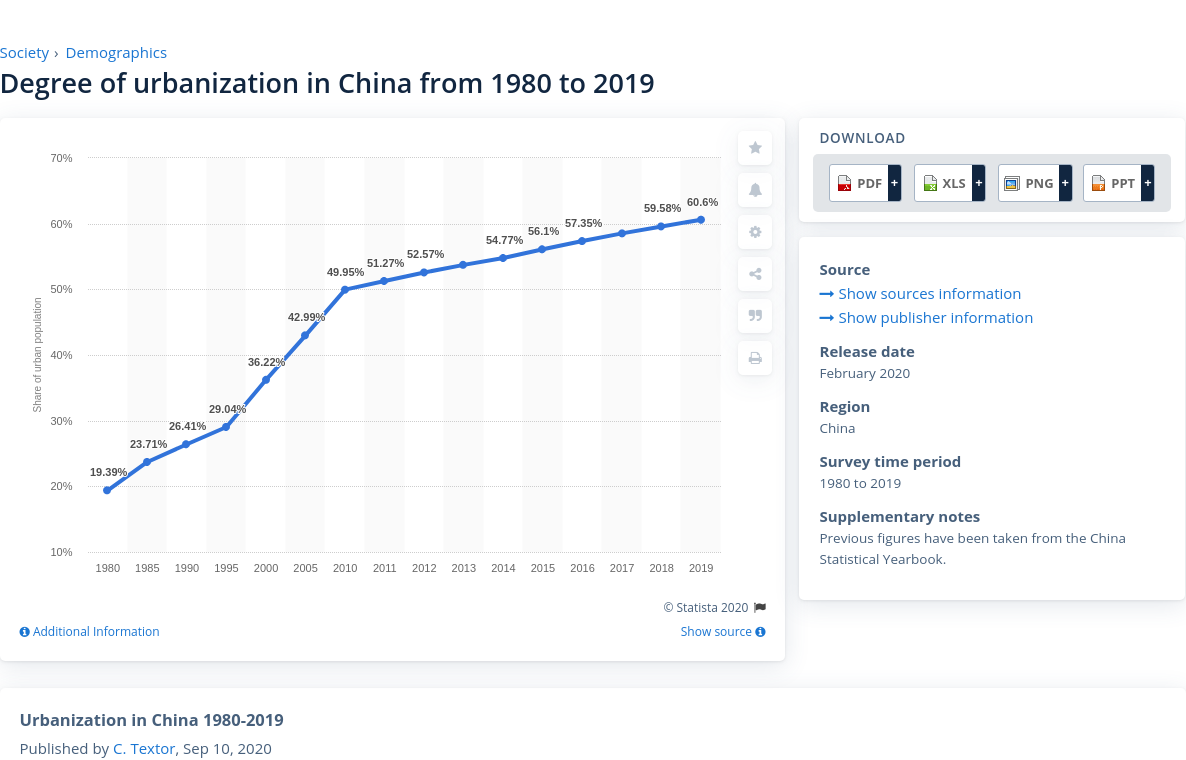 Society › Demographics
Degree of urbanization in China from 1980 to 2019
70%
60%
50%
40%
30%
20%
10%
Share of urban population
19.39%
23.71%
26.41%
29.04%
36.22%
42.99%
49.95%
51.27%
52.57%
54.77%
56.1%
57.35%
59.58%
60.6%
1980 1985 1990 1995 2000 2005 2010 2011 2012 2013 2014 2015 2016 2017 2018 2019
© Statista 2020
Additional Information
Show source
DOWNLOAD
PDF + XLS + PNG + PPT +
Source
Show sources information
Show publisher information
Release date
February 2020
Region
China
Survey time period
1980 to 2019
Supplementary notes
Previous figures have been taken from the China
Statistical Yearbook.
Urbanization in China 1980-2019
Published by C. Textor, Sep 10, 2020